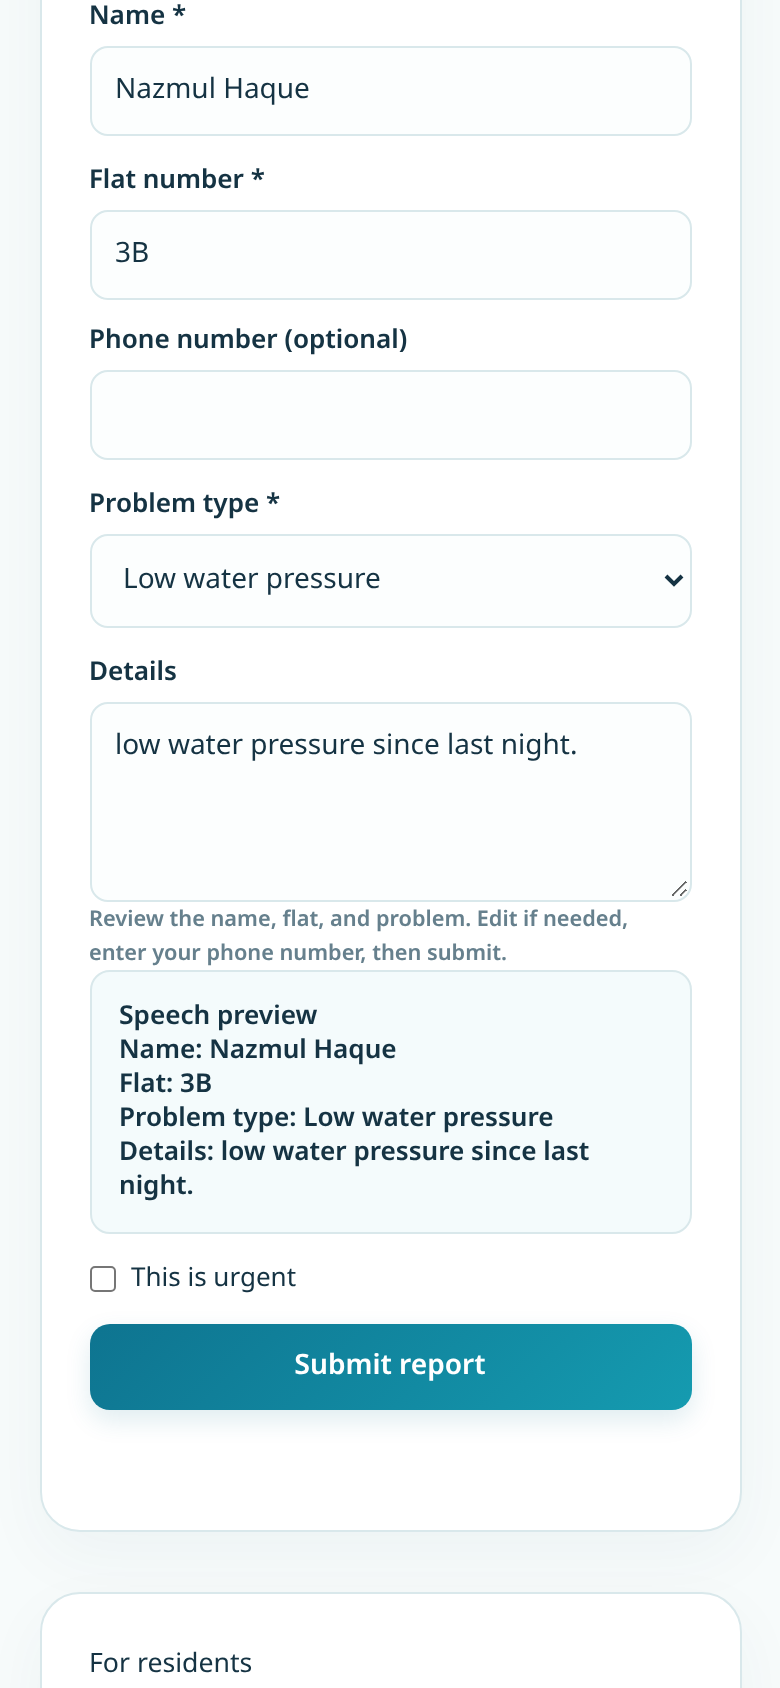 Name *
Nazmul Haque
Flat number *
3B
Phone number (optional)
Problem type *
Low water pressure
Details
low water pressure since last night.
Review the name, flat, and problem. Edit if needed,
enter your phone number, then submit.
Speech preview
Name: Nazmul Haque
Flat: 3B
Problem type: Low water pressure
Details: low water pressure since last
night.
This is urgent
Submit report
For residents